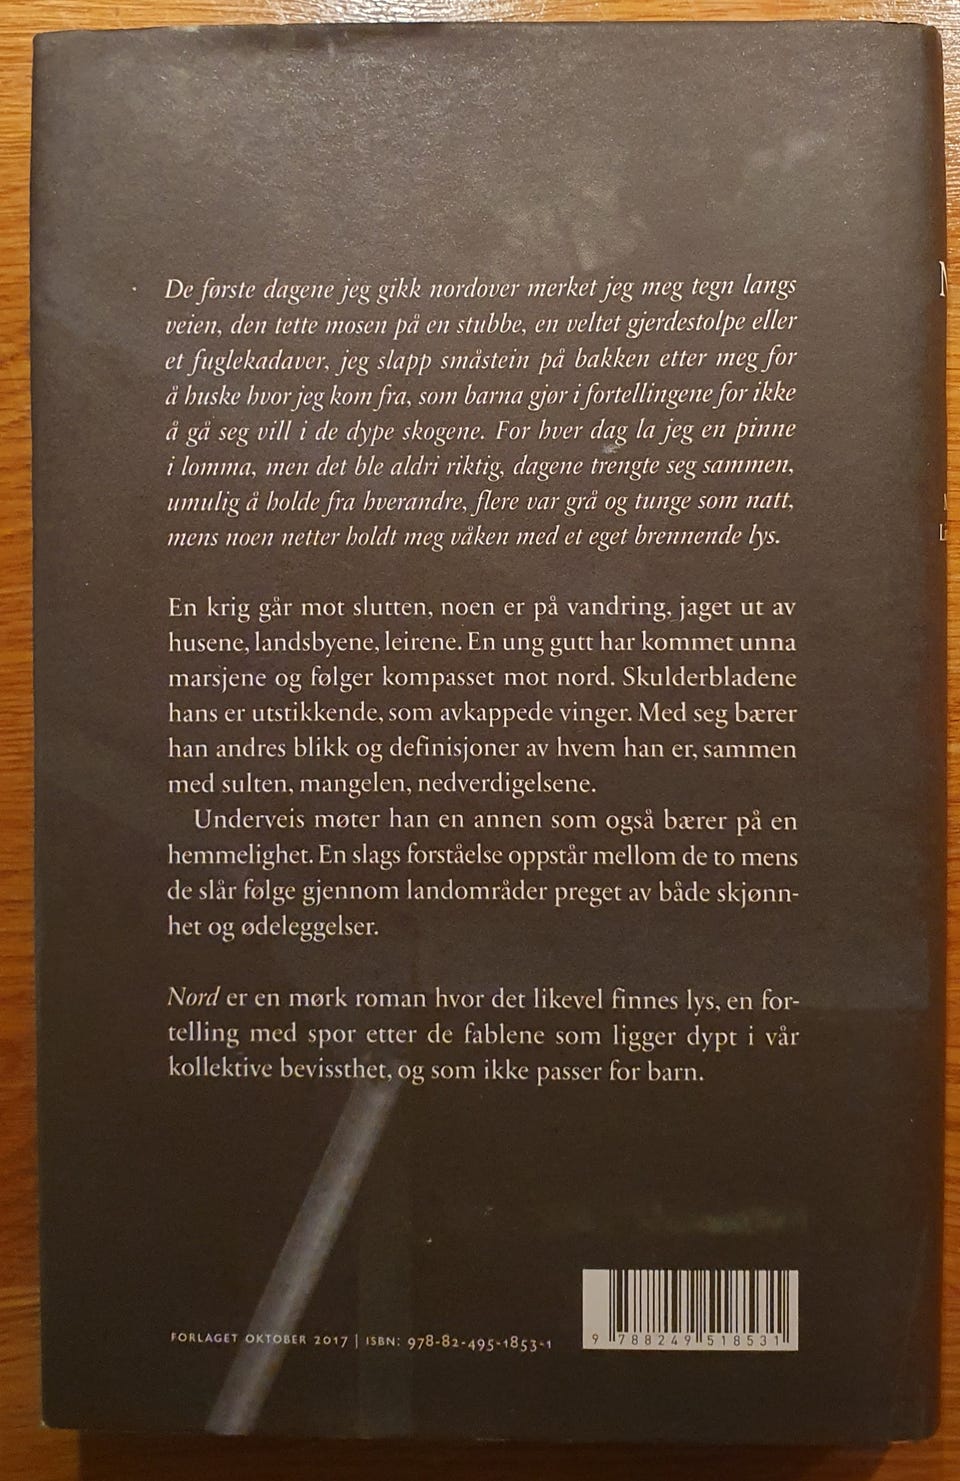 De første dagene jeg gikk nordover merket jeg meg tegn langs
veien, den tette mosen på en stubbe, en veltet gjerdestolpe eller
et fuglekadaver, jeg slapp småstein på bakken etter meg for
å huske hvor jeg kom fra, som barna gjør i fortellingene for ikke
å gå seg vill i de dype skogene. For hver dag la jeg en pinne
i lomma, men det ble aldri riktig, dagene trengte seg sammen,
umulig å holde fra hverandre, flere var grå og tunge som natt,
mens noen netter holdt meg våken med et eget brennende lys.
En krig går mot slutten, noen er på vandring, jaget ut av
husene, landsbyene, leirene. En ung gutt har kommet unna
marsjene og følger kompasset mot nord. Skulderbladene
hans er utstikkende, som avkappede vinger. Med seg bærer
han andres blikk og definisjoner av hvem han er, sammen
med sulten, mangelen, nedverdigelsene.
Underveis møter han en annen som også bærer på en
hemmelighet. En slags forståelse oppstår mellom de to mens
de slår følge gjennom landområder preget av både skjønn-
het og ødeleggelser.
Nord er en mørk roman hvor det likevel finnes lys, en for-
telling med spor etter de fablene som ligger dypt i vår
kollektive bevissthet, og som ikke passer for barn.
FORLAGET OKTOBER 2017 | ISBN: 978-82-495-1853-1
9 788249 518531